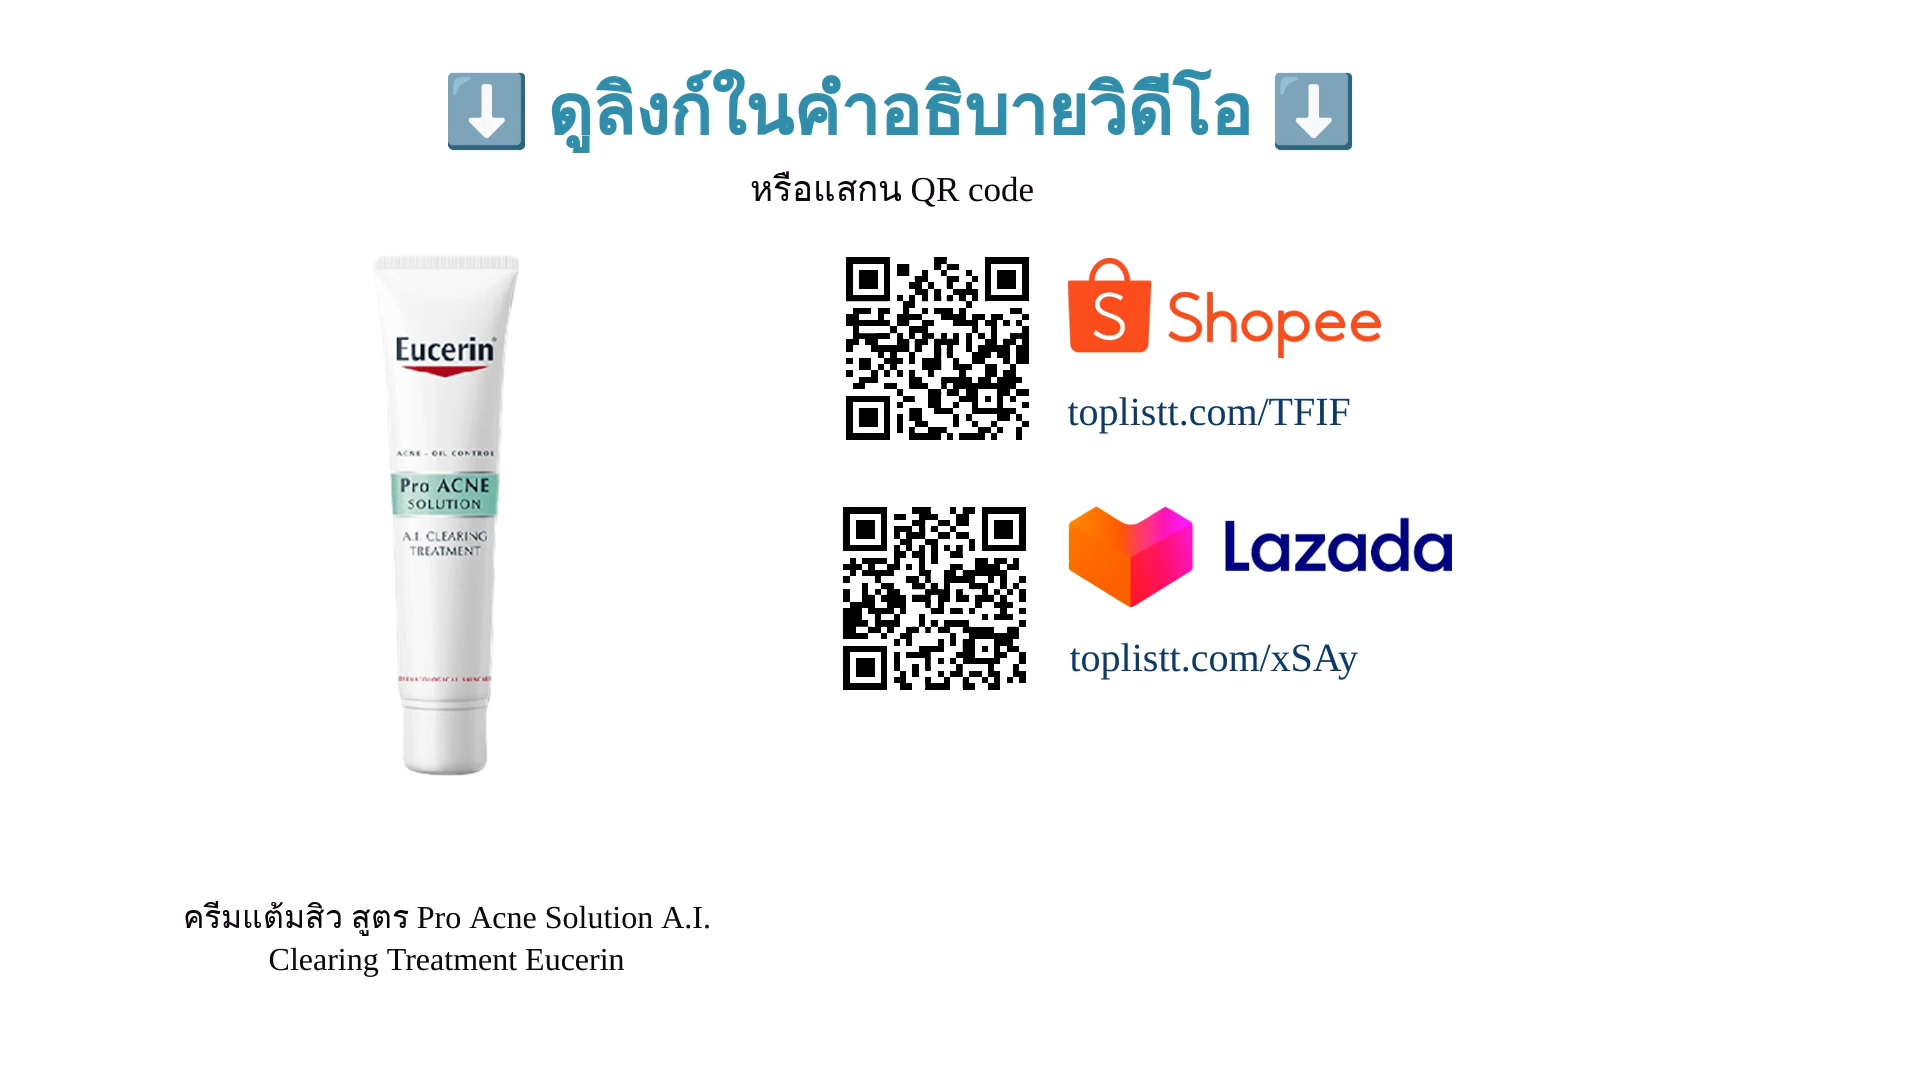 ⬇️ ดูลิงก์ในคำอธิบายวิดีโอ ⬇️
หรือแสกน QR code
Eucerin
ACNE - OIL CONTROL
Pro ACNE
SOLUTION
A.I. CLEARING
TREATMENT
Shopee
toplistt.com/TFIF
Lazada
toplistt.com/xSAy
ครีมแต้มสิว สูตร Pro Acne Solution A.I.
Clearing Treatment Eucerin